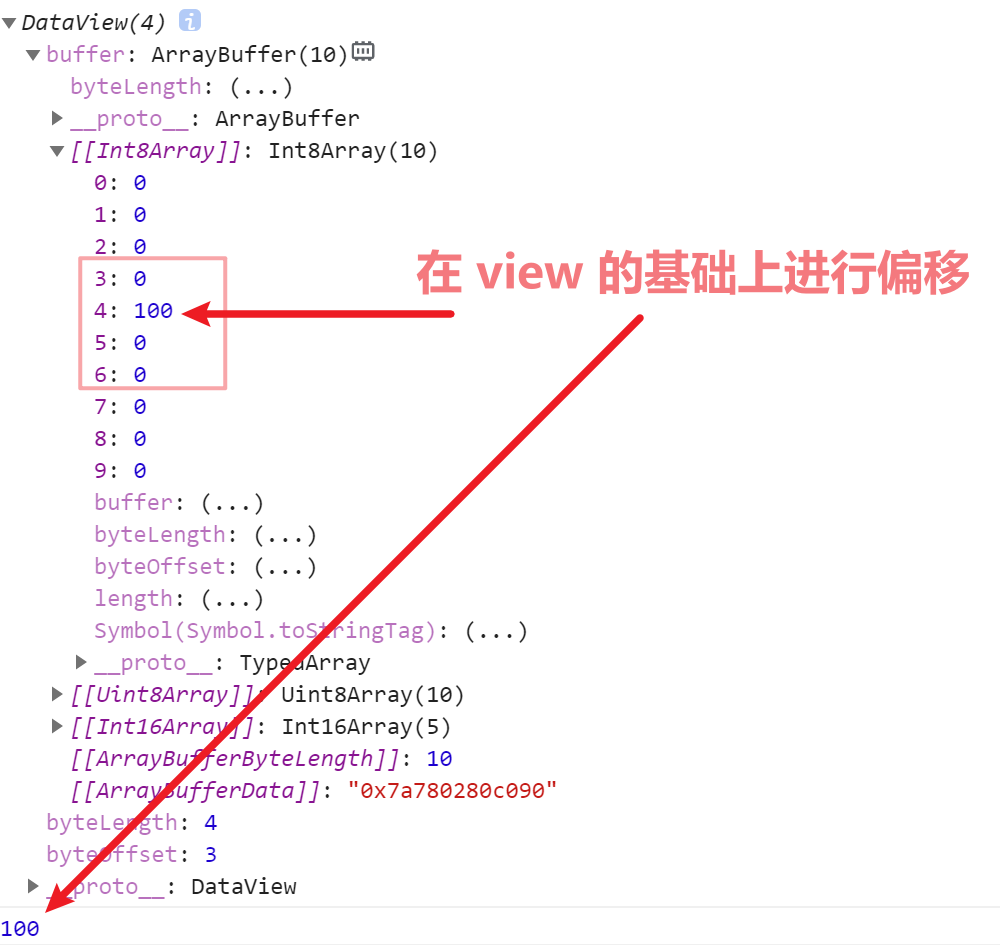 DataView(4) i
buffer: ArrayBuffer(10)
byteLength: (...)
__proto__: ArrayBuffer
[[Int8Array]]: Int8Array(10)
0: 0
1: 0
2: 0
3: 0
在 view 的基础上进行偏移
4: 100
5: 0
6: 0
7: 0
8: 0
9: 0
buffer: (...)
byteLength: (...)
byteOffset: (...)
length: (...)
Symbol(Symbol.toStringTag): (...)
__proto__: TypedArray
[[Uint8Array]]: Uint8Array(10)
[[Int16Array]]: Int16Array(5)
[[ArrayBufferByteLength]]: 10
[[ArrayBufferData]]: "0x7a780280c090"
byteLength: 4
byteOffset: 3
__proto__: DataView
100